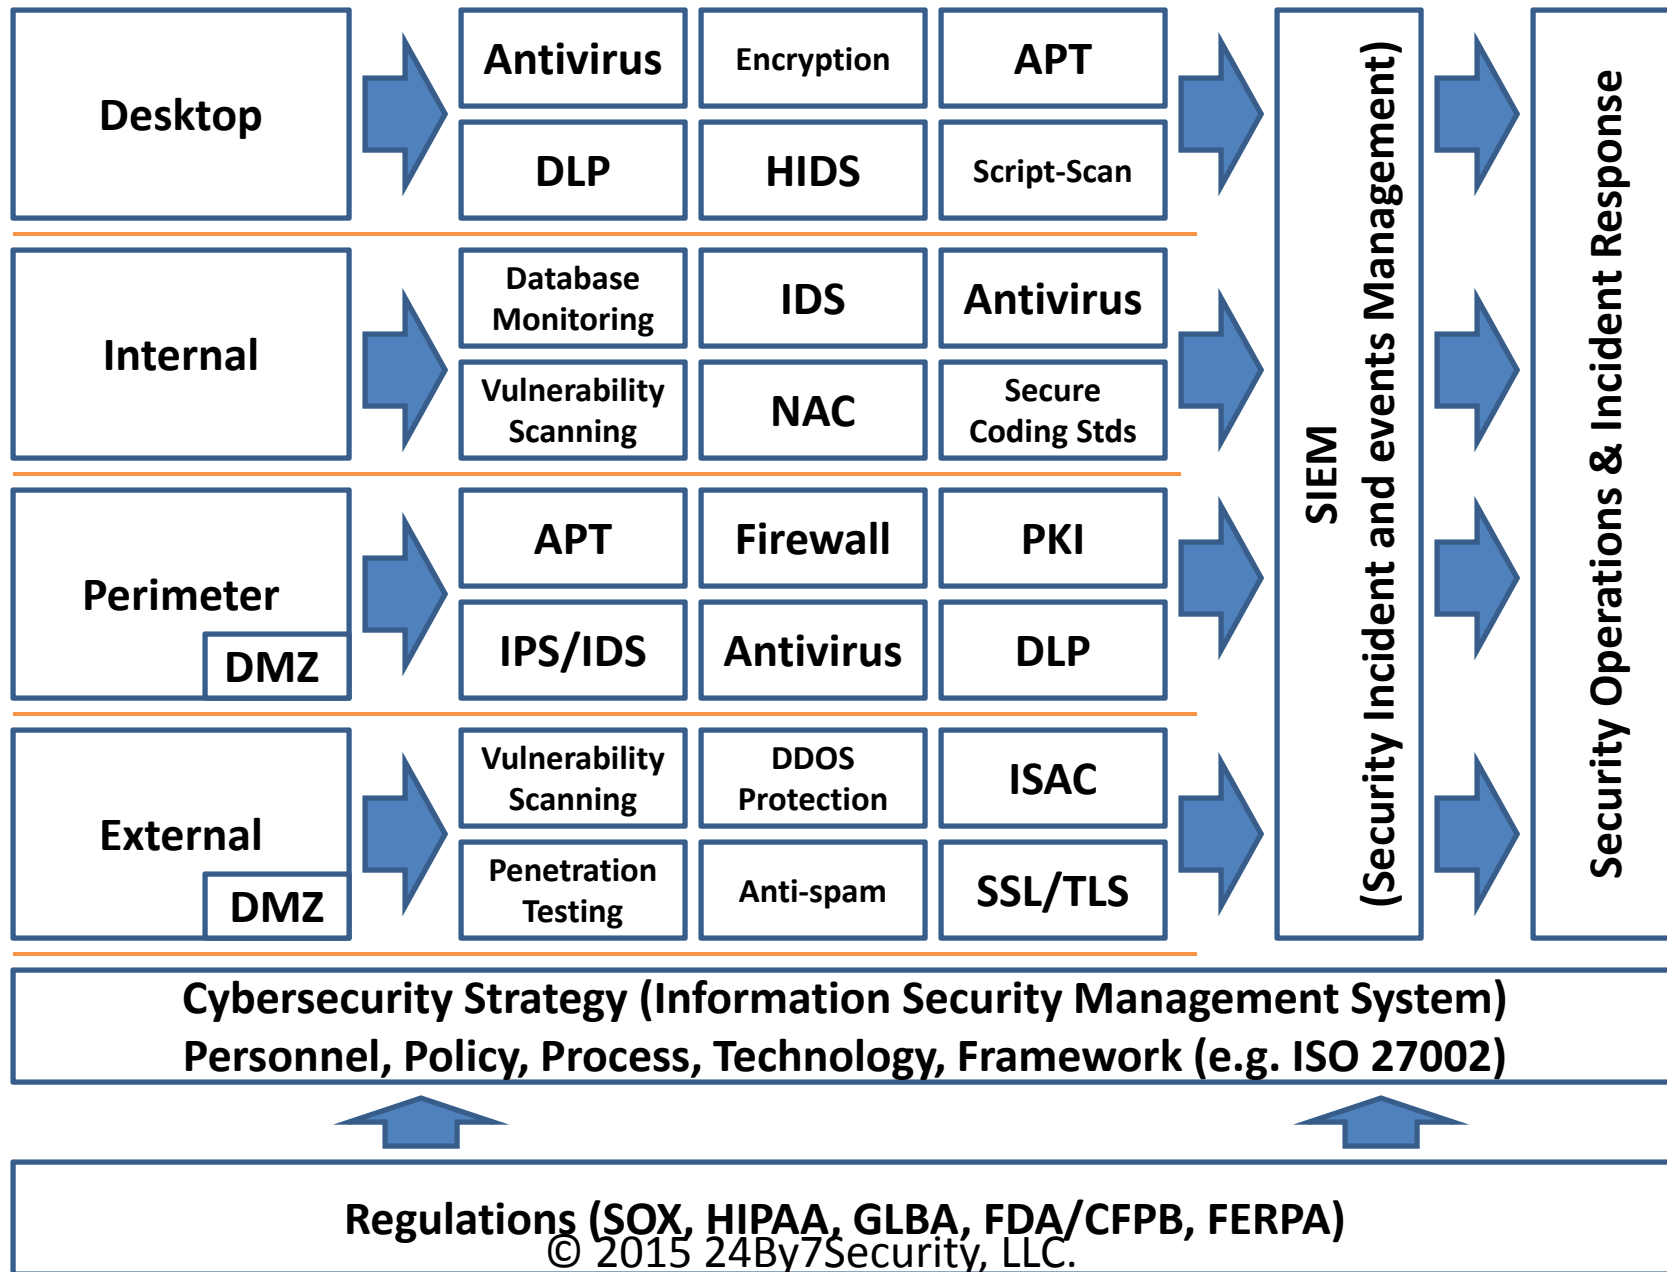 Desktop
Antivirus
Encryption
APT
DLP
HIDS
Script-Scan
Internal
Database
Monitoring
IDS
Antivirus
Vulnerability
Scanning
NAC
Secure
Coding Stds
Perimeter
DMZ
APT
Firewall
PKI
IPS/IDS
Antivirus
DLP
External
DMZ
Vulnerability
Scanning
DDOS
Protection
ISAC
Penetration
Testing
Anti-spam
SSL/TLS
SIEM
(Security Incident and events Management)
Security Operations & Incident Response
Cybersecurity Strategy (Information Security Management System)
Personnel, Policy, Process, Technology, Framework (e.g. ISO 27002)
Regulations (SOX, HIPAA, GLBA, FDA/CFPB, FERPA)
© 2015 24By7Security, LLC.